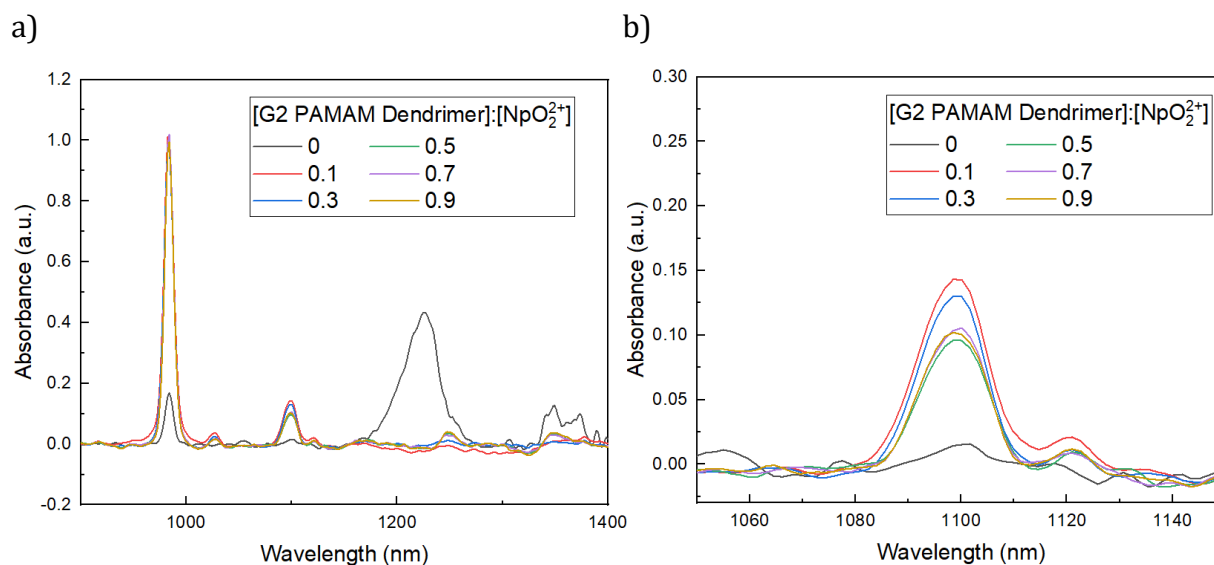 a)
[G2 PAMAM Dendrimer]:[NpO₂²⁺]
0 0.5
0.1 0.7
0.3 0.9
Absorbance (a.u.)
1.2
1.0
0.8
0.6
0.4
0.2
0.0
-0.2
1000 1200 1400
Wavelength (nm)
b)
[G2 PAMAM Dendrimer]:[NpO₂²⁺]
0 0.5
0.1 0.7
0.3 0.9
Absorbance (a.u.)
0.30
0.25
0.20
0.15
0.10
0.05
0.00
1060 1080 1100 1120 1140
Wavelength (nm)